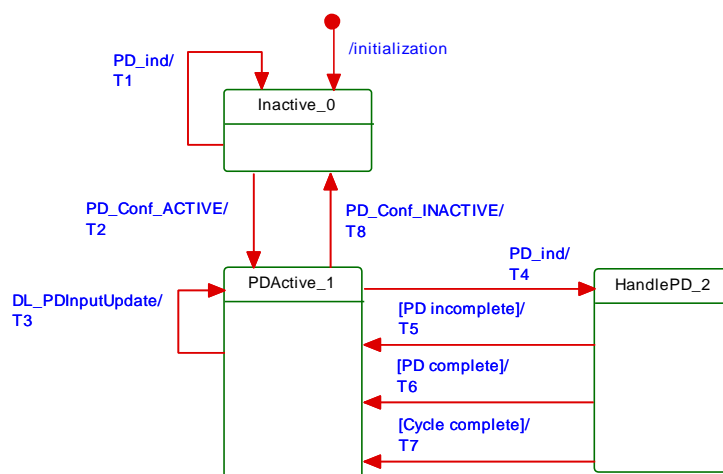 /initialization
PD_ind/
T1
Inactive_0
PD_Conf_ACTIVE/
T2
PD_Conf_INACTIVE/
T8
PD_ind/
T4
DL_PDInputUpdate/
T3
PDActive_1
HandlePD_2
[PD incomplete]/
T5
[PD complete]/
T6
[Cycle complete]/
T7